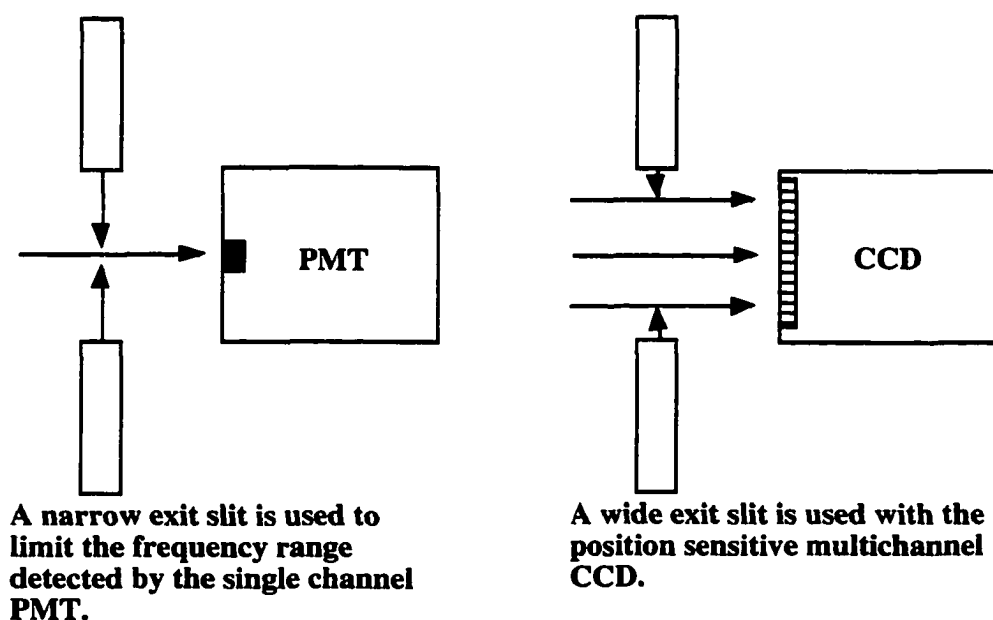 PMT
CCD
A narrow exit slit is used to
limit the frequency range
detected by the single channel
PMT.
A wide exit slit is used with the
position sensitive multichannel
CCD.